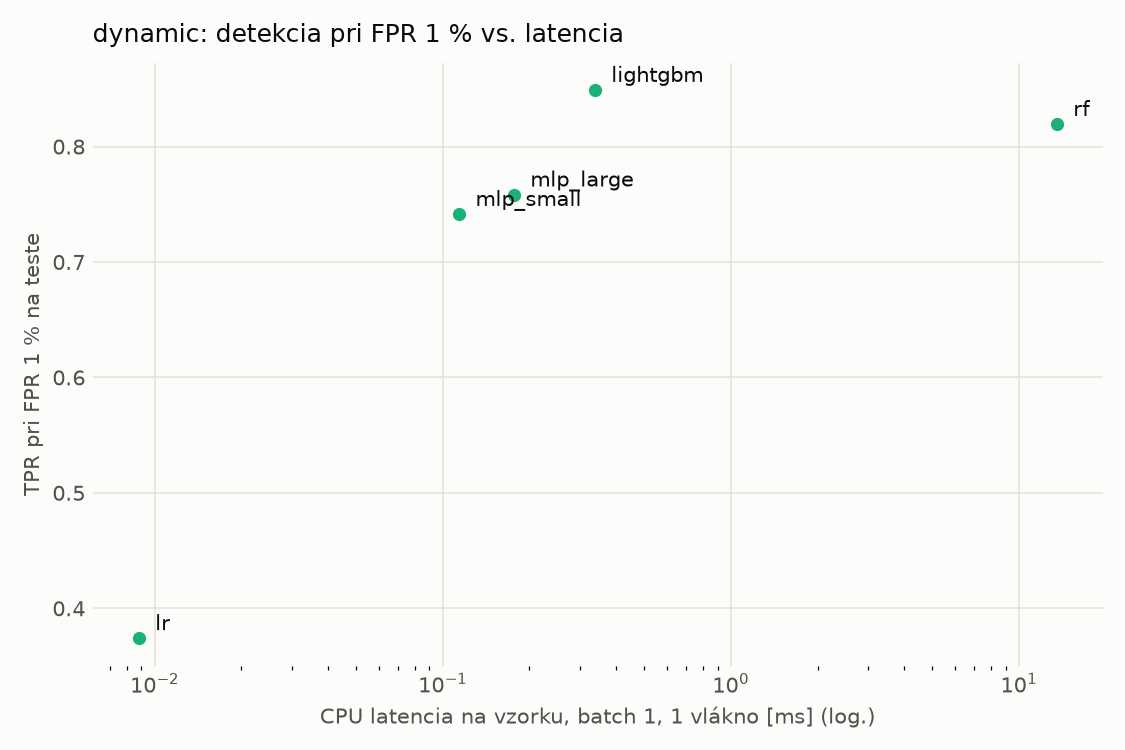 dynamic: detekcia pri FPR 1 % vs. latencia
lightgbm
rf
mlp_large
mlp_small
lr
TPR pri FPR 1 % na teste
0.8
0.7
0.6
0.5
0.4
10⁻² 10⁻¹ 10⁰ 10¹
CPU latencia na vzorku, batch 1, 1 vlákno [ms] (log.)